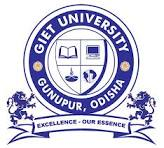 GIET UNIVERSITY
GUNUPUR, ODISHA
EXCELLENCE - OUR ESSENCE